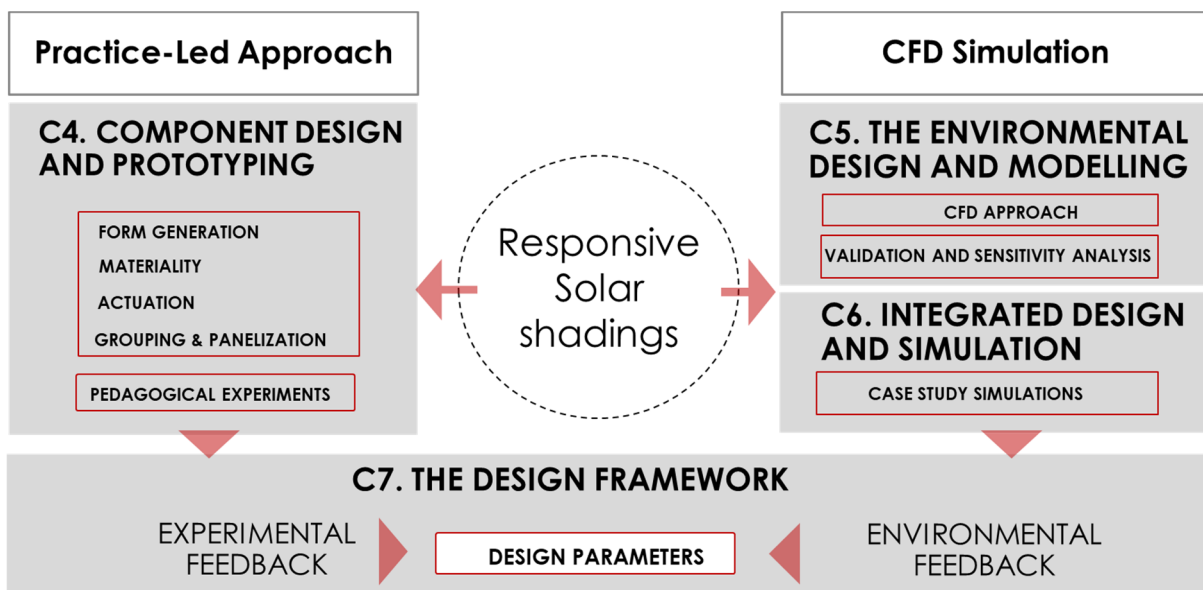 Practice-Led Approach
C4. COMPONENT DESIGN
AND PROTOTYPING
FORM GENERATION
MATERIALITY
ACTUATION
GROUPING & PANELIZATION
PEDAGOGICAL EXPERIMENTS
Responsive
Solar
shadings
CFD Simulation
C5. THE ENVIRONMENTAL
DESIGN AND MODELLING
CFD APPROACH
VALIDATION AND SENSITIVITY ANALYSIS
C6. INTEGRATED DESIGN
AND SIMULATION
CASE STUDY SIMULATIONS
C7. THE DESIGN FRAMEWORK
EXPERIMENTAL
FEEDBACK
DESIGN PARAMETERS
ENVIRONMENTAL
FEEDBACK